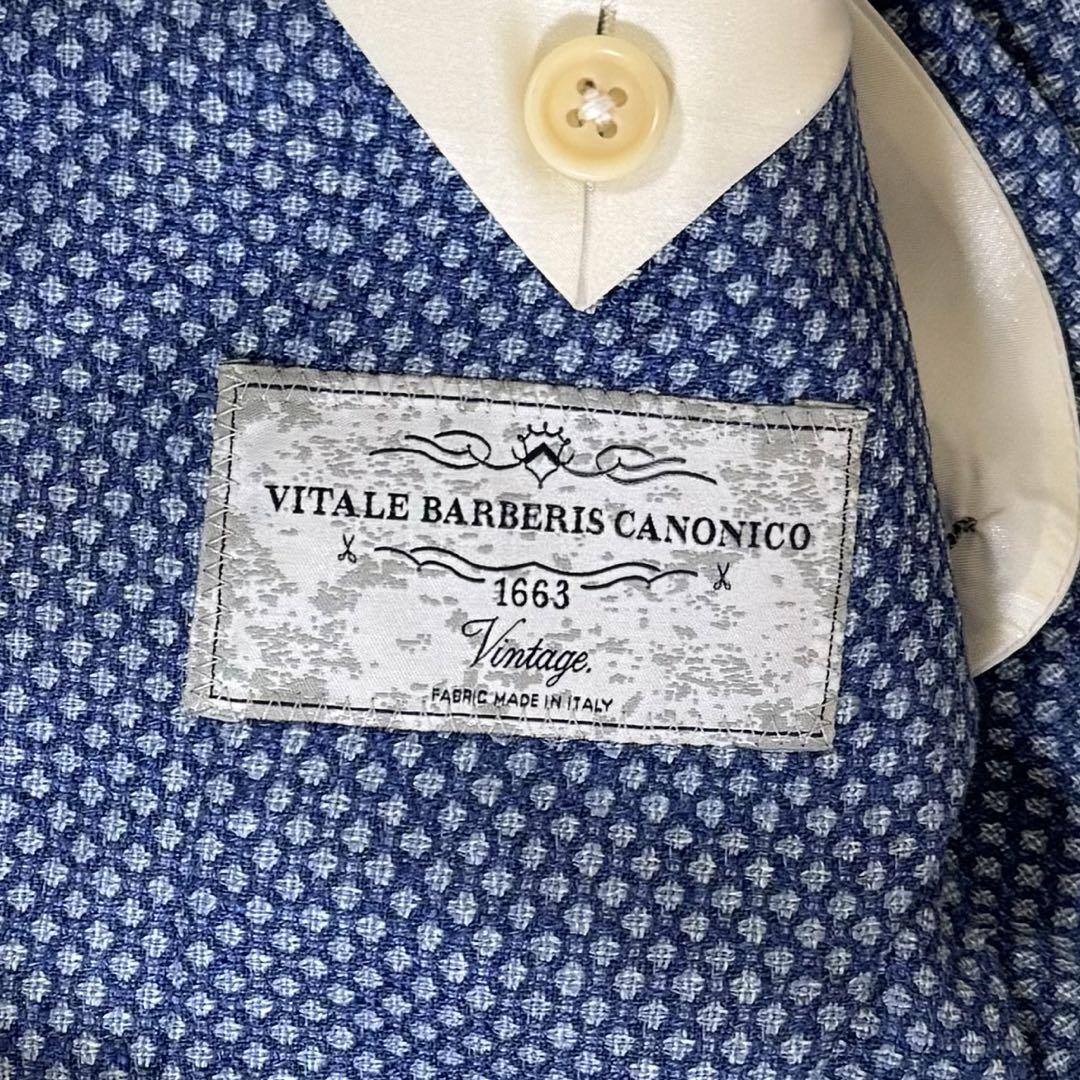 VITALE BARBERIS CANONICO
1663
Vintage.
FABRIC MADE IN ITALY